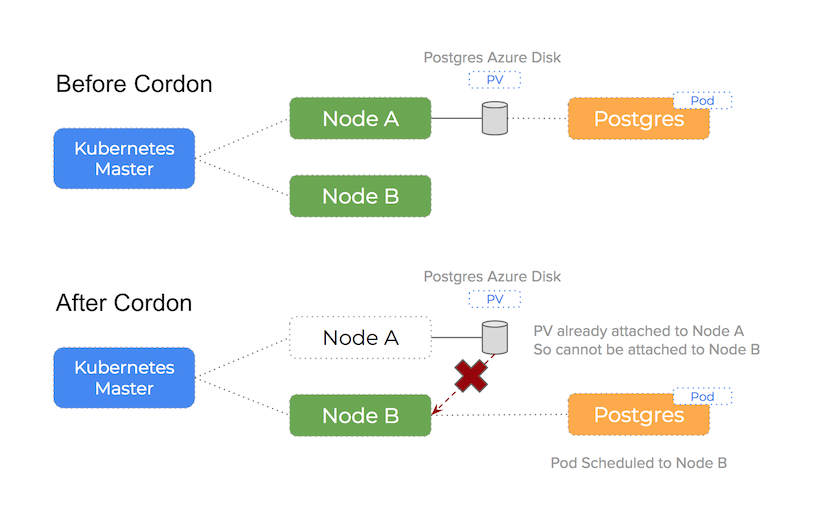 Postgres Azure Disk
Before Cordon
PV
Pod
Node A
Postgres
Kubernetes
Master
Node B
Postgres Azure Disk
After Cordon
PV
Node A
PV already attached to Node A
So cannot be attached to Node B
Kubernetes
Master
Pod
Node B
Postgres
Pod Scheduled to Node B